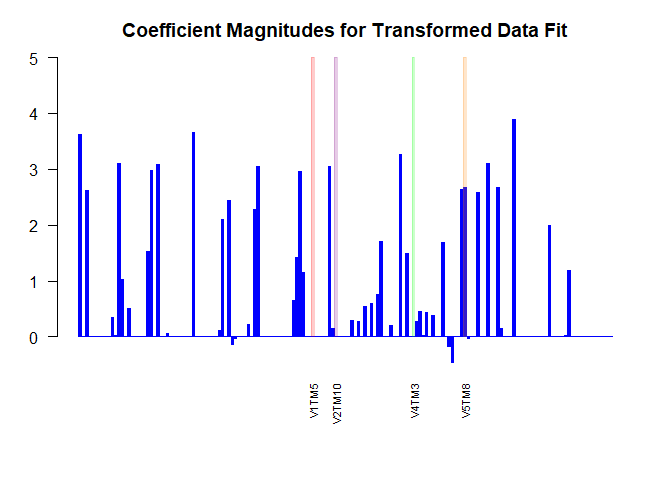 Coefficient Magnitudes for Transformed Data Fit
5
4
3
2
1
0
V1TM5
V2TM10
V4TM3
V5TM8